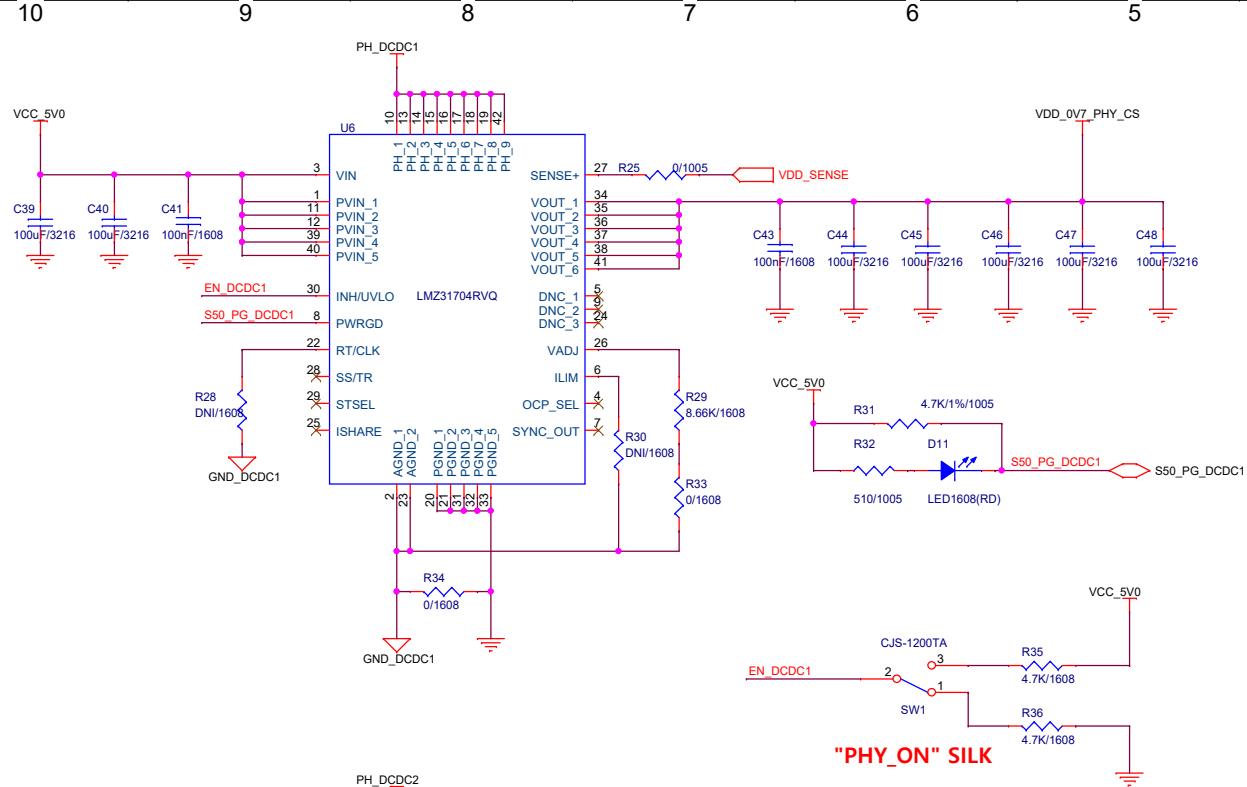 10 9 8 7 6 5
PH_DCDC1
10 13 14 15 16 17 18 19 42
PH_1 PH_2 PH_3 PH_4 PH_5 PH_6 PH_7 PH_8 PH_9
VCC_5V0
U6
VDD_0V7_PHY_CS
3 VIN
SENSE+ 27
R25 0/1005
VDD_SENSE
1 PVIN_1
11 PVIN_2
12 PVIN_3
39 PVIN_4
40 PVIN_5
VOUT_1 34
VOUT_2 35
VOUT_3 36
VOUT_4 37
VOUT_5 38
VOUT_6 41
C39
100uF/3216
C40
100uF/3216
C41
100nF/1608
C43
100nF/1608
C44
100uF/3216
C45
100uF/3216
C46
100uF/3216
C47
100uF/3216
C48
100uF/3216
EN_DCDC1
30 INH/UVLO
LMZ31704RVQ
DNC_1 5
DNC_2 9
DNC_3 24
S50_PG_DCDC1
8 PWRGD
22 RT/CLK
VADJ 26
28 SS/TR
ILIM 6
29 STSEL
OCP_SEL 4
25 ISHARE
SYNC_OUT 7
R28
DNI/1608
GND_DCDC1
R29
8.66K/1608
R30
DNI/1608
R33
0/1608
AGND_1 AGND_2 PGND_1 PGND_2 PGND_3 PGND_4 PGND_5
2 23 20 21 31 32 33
R34
0/1608
GND_DCDC1
VCC_5V0
R31 4.7K/1%/1005
R32 D11
510/1005 LED1608(RD)
S50_PG_DCDC1
S50_PG_DCDC1
VCC_5V0
CJS-1200TA
EN_DCDC1
2 3 1
SW1
R35
4.7K/1608
R36
4.7K/1608
"PHY_ON" SILK
PH_DCDC2